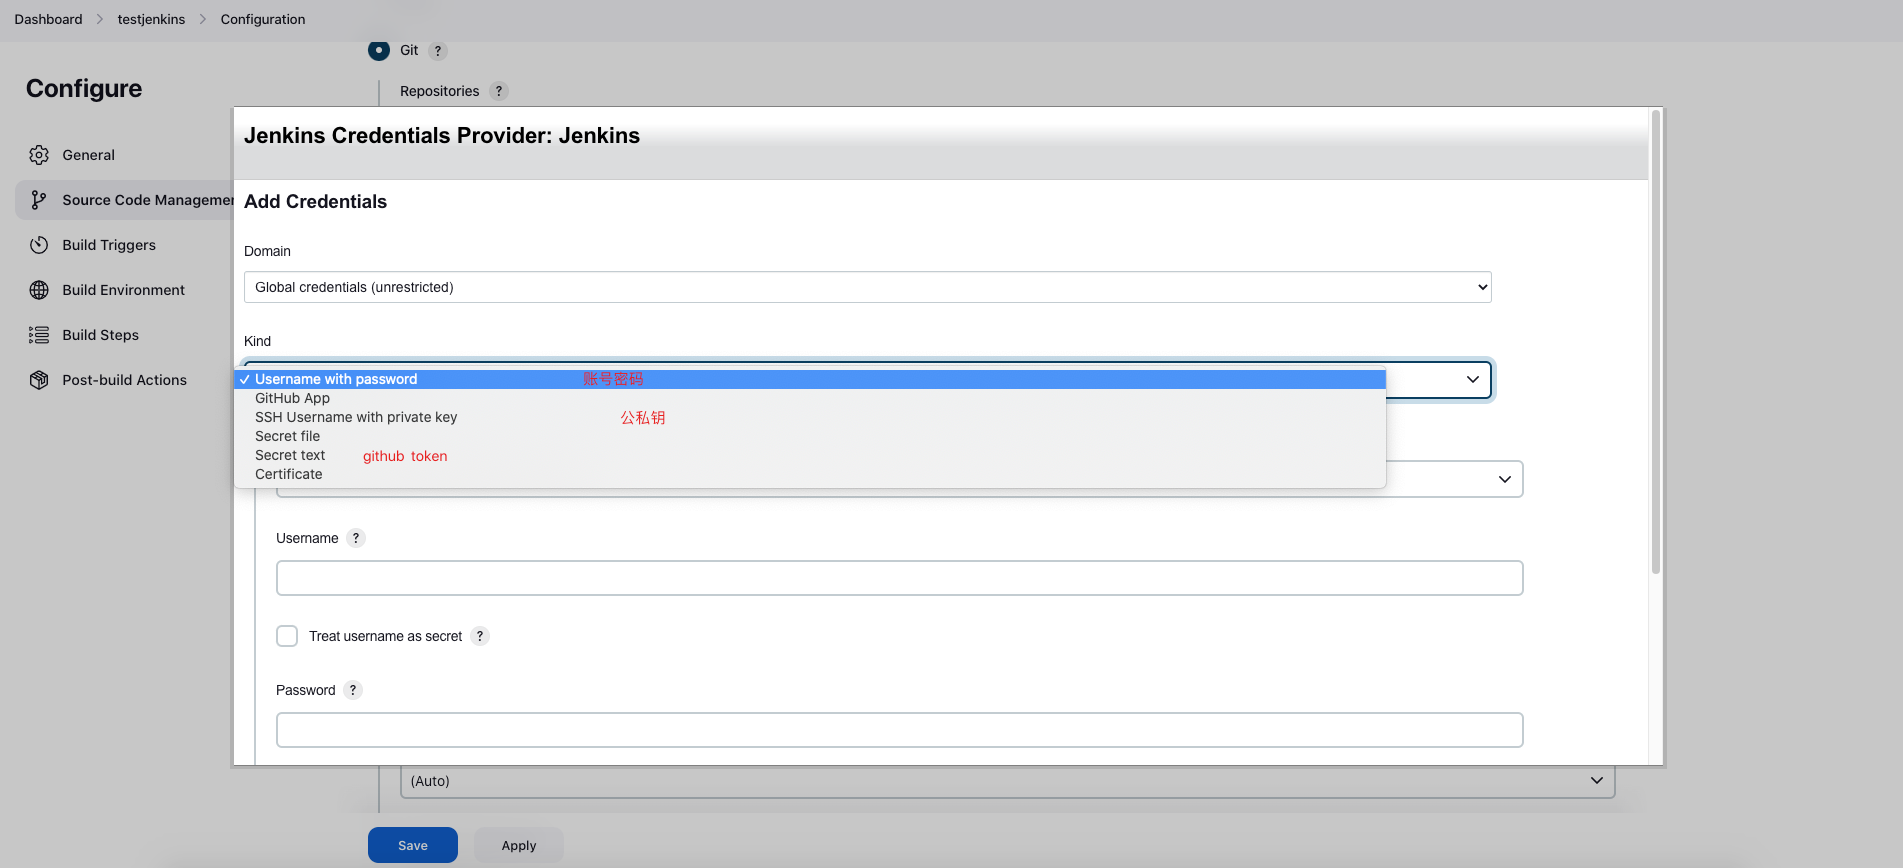 Dashboard > testjenkins > Configuration
Git ?
Configure
Repositories ?
General
Source Code Managemen
Build Triggers
Build Environment
Build Steps
Post-build Actions
Jenkins Credentials Provider: Jenkins
Add Credentials
Domain
Global credentials (unrestricted)
Kind
✓ Username with password 账号密码
GitHub App
SSH Username with private key 公私钥
Secret file
Secret text github token
Certificate
Username ?
Treat username as secret ?
Password ?
(Auto)
Save Apply